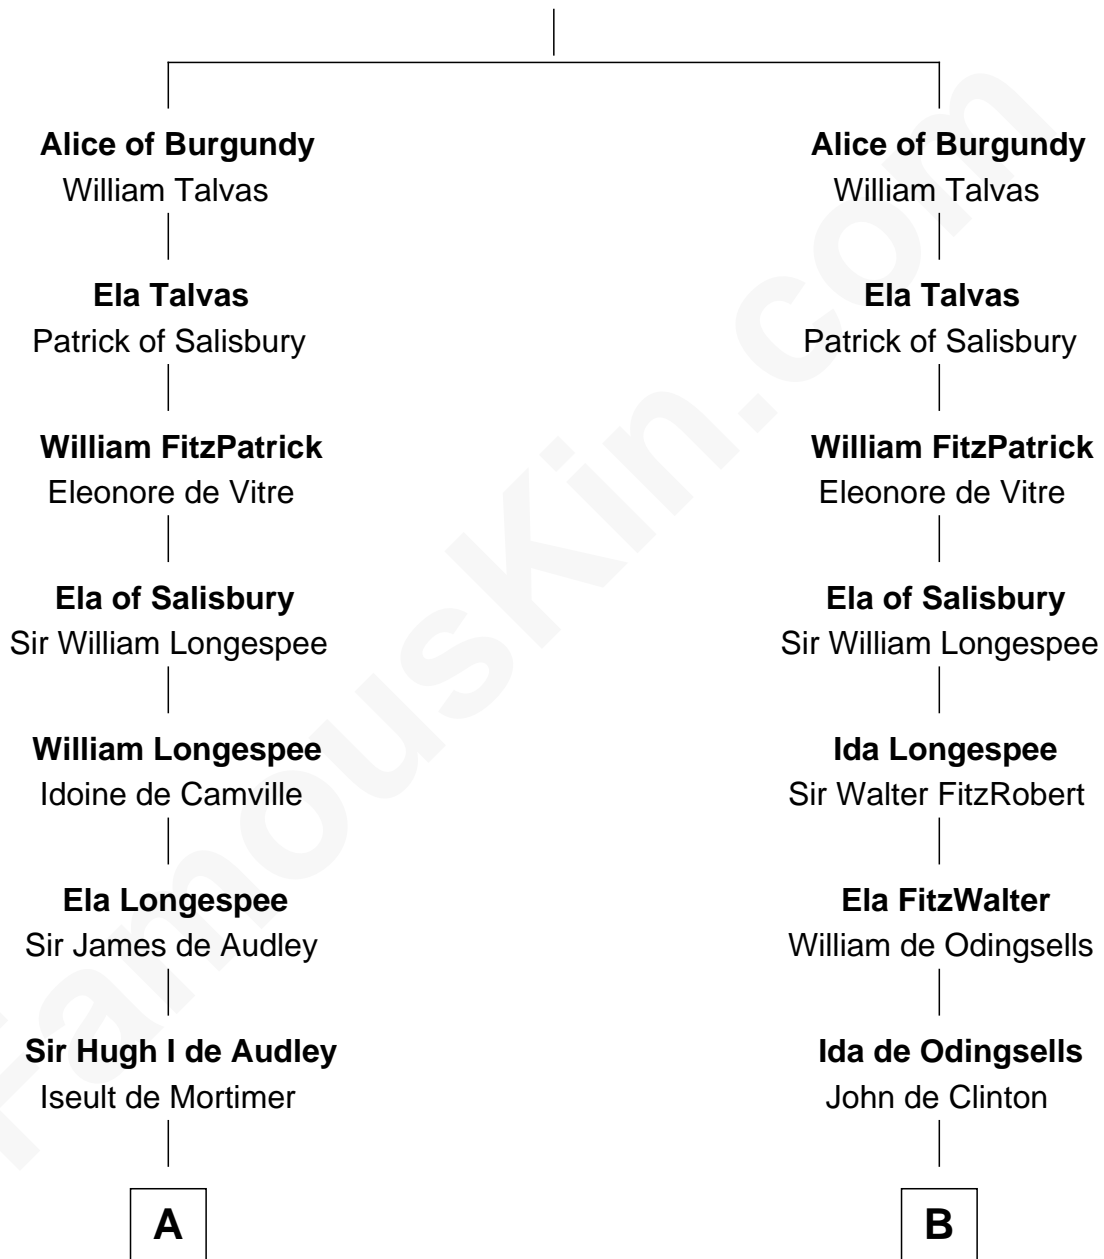 Alice of Burgundy
William Talvas
Ela Talvas
Patrick of Salisbury
William FitzPatrick
Eleonore de Vitre
Ela of Salisbury
Sir William Longespee
William Longespee
Idoine de Camville
Ela Longespee
Sir James de Audley
Sir Hugh I de Audley
Iseult de Mortimer
A
Alice of Burgundy
William Talvas
Ela Talvas
Patrick of Salisbury
William FitzPatrick
Eleonore de Vitre
Ela of Salisbury
Sir William Longespee
Ida Longespee
Sir Walter FitzRobert
Ela FitzWalter
William de Odingsells
Ida de Odingsells
John de Clinton
B
FamousKin.com